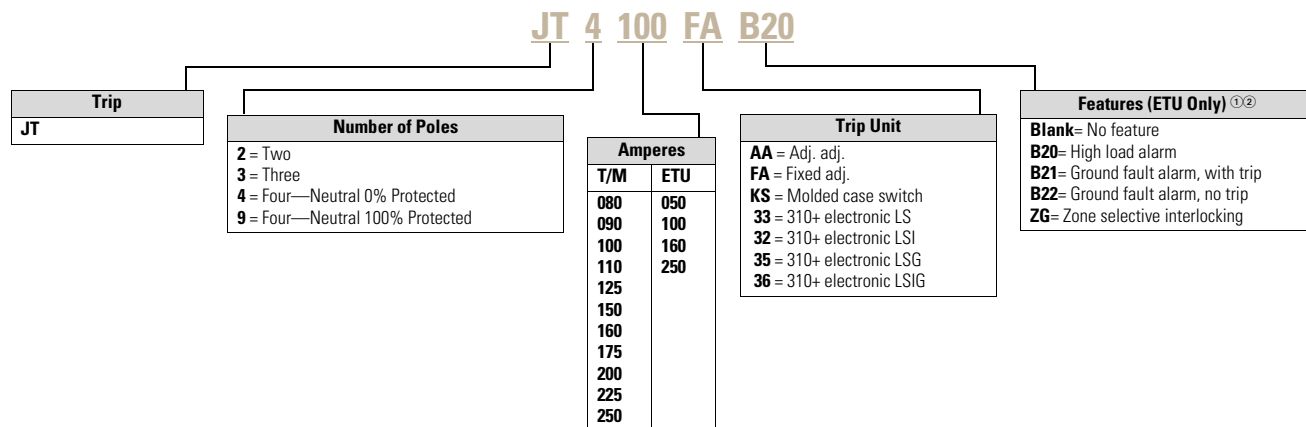 JT 4 100 FA B20
Trip
JT
Number of Poles
2 = Two
3 = Three
4 = Four—Neutral 0% Protected
9 = Four—Neutral 100% Protected
Amperes
T/M ETU
080 050
090 100
100 160
110 250
125
150
160
175
200
225
250
Trip Unit
AA = Adj. adj.
FA = Fixed adj.
KS = Molded case switch
33 = 310+ electronic LS
32 = 310+ electronic LSI
35 = 310+ electronic LSG
36 = 310+ electronic LSIG
Features (ETU Only) ①②
Blank= No feature
B20= High load alarm
B21= Ground fault alarm, with trip
B22= Ground fault alarm, no trip
ZG= Zone selective interlocking